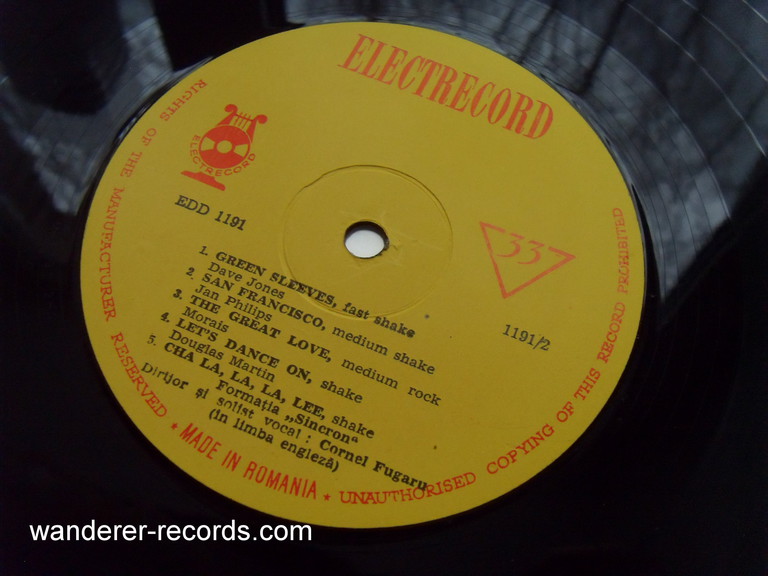 ELECTRECORD
ELECTRECORD
EDD 1191
33
1191/2
1. GREEN SLEEVES, fast shake
Dave Jones
2. SAN FRANCISCO, medium shake
Jan Philips
3. THE GREAT LOVE, medium rock
Morais
4. LET'S DANCE ON, shake
Douglas Martin
5. CHA LA, LA, LA, LEE, shake
Formaţia „Sincron“
Dirijor şi solist vocal : Cornel Fugaru
(în limba engleză)
RIGHTS OF THE MANUFACTURER RESERVED * MADE IN ROMANIA * UNAUTHORISED COPYING OF THIS RECORD PROHIBITED
wanderer-records.com